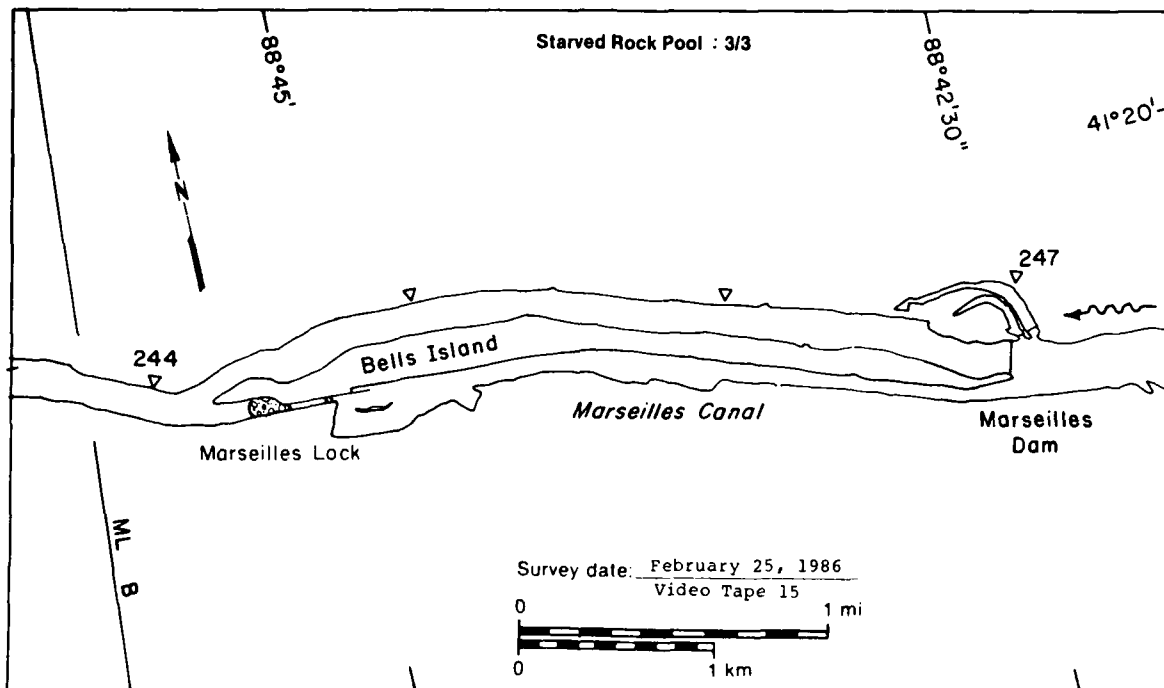 Starved Rock Pool : 3/3
88°45'
88°42'30"
41°20'
N
247
244
Bells Island
Marseilles Canal
Marseilles Lock
Marseilles
Dam
ML B
Survey date: February 25, 1986
Video Tape 15
0 1 mi
0 1 km